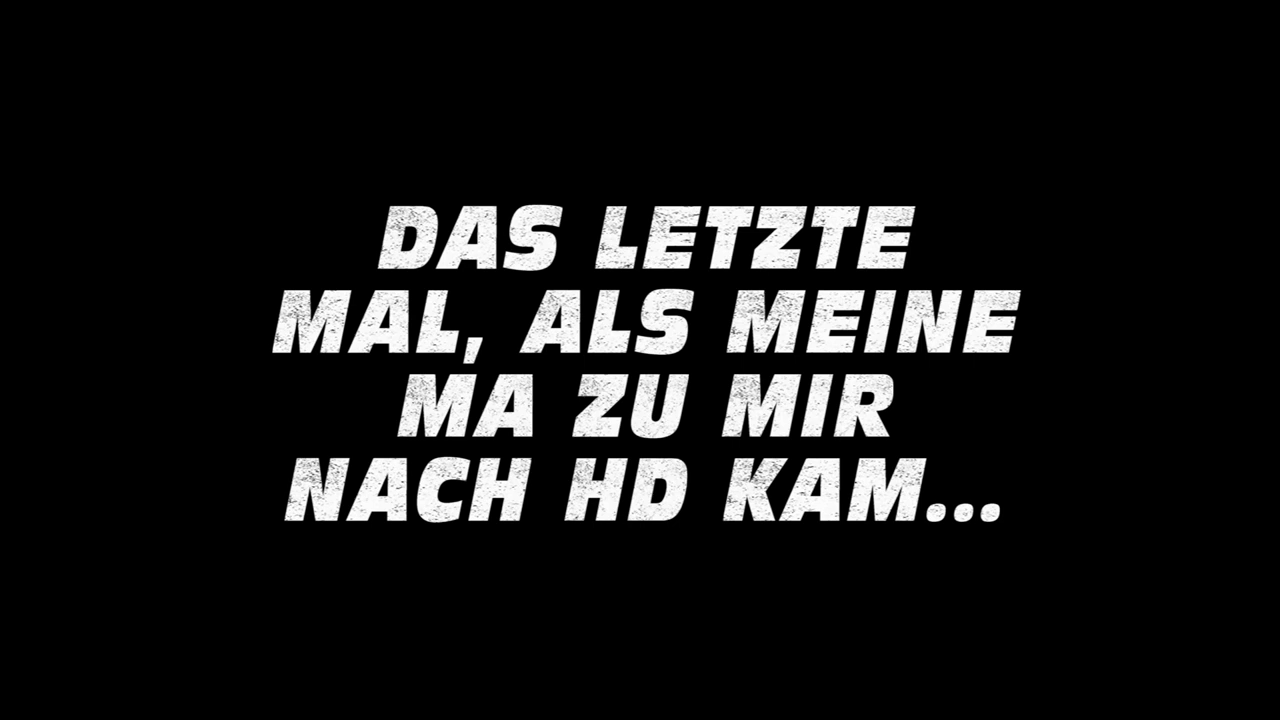 DAS LETZTE
MAL, ALS MEINE
MA ZU MIR
NACH HD KAM...